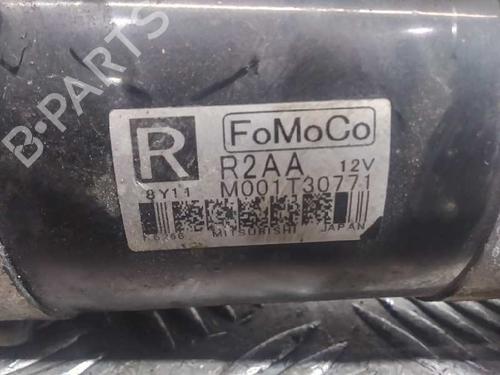 B-PARTS
R
FoMoCo
R2AA 12V
8Y11 M001T30771
MITSUBISHI JAPAN